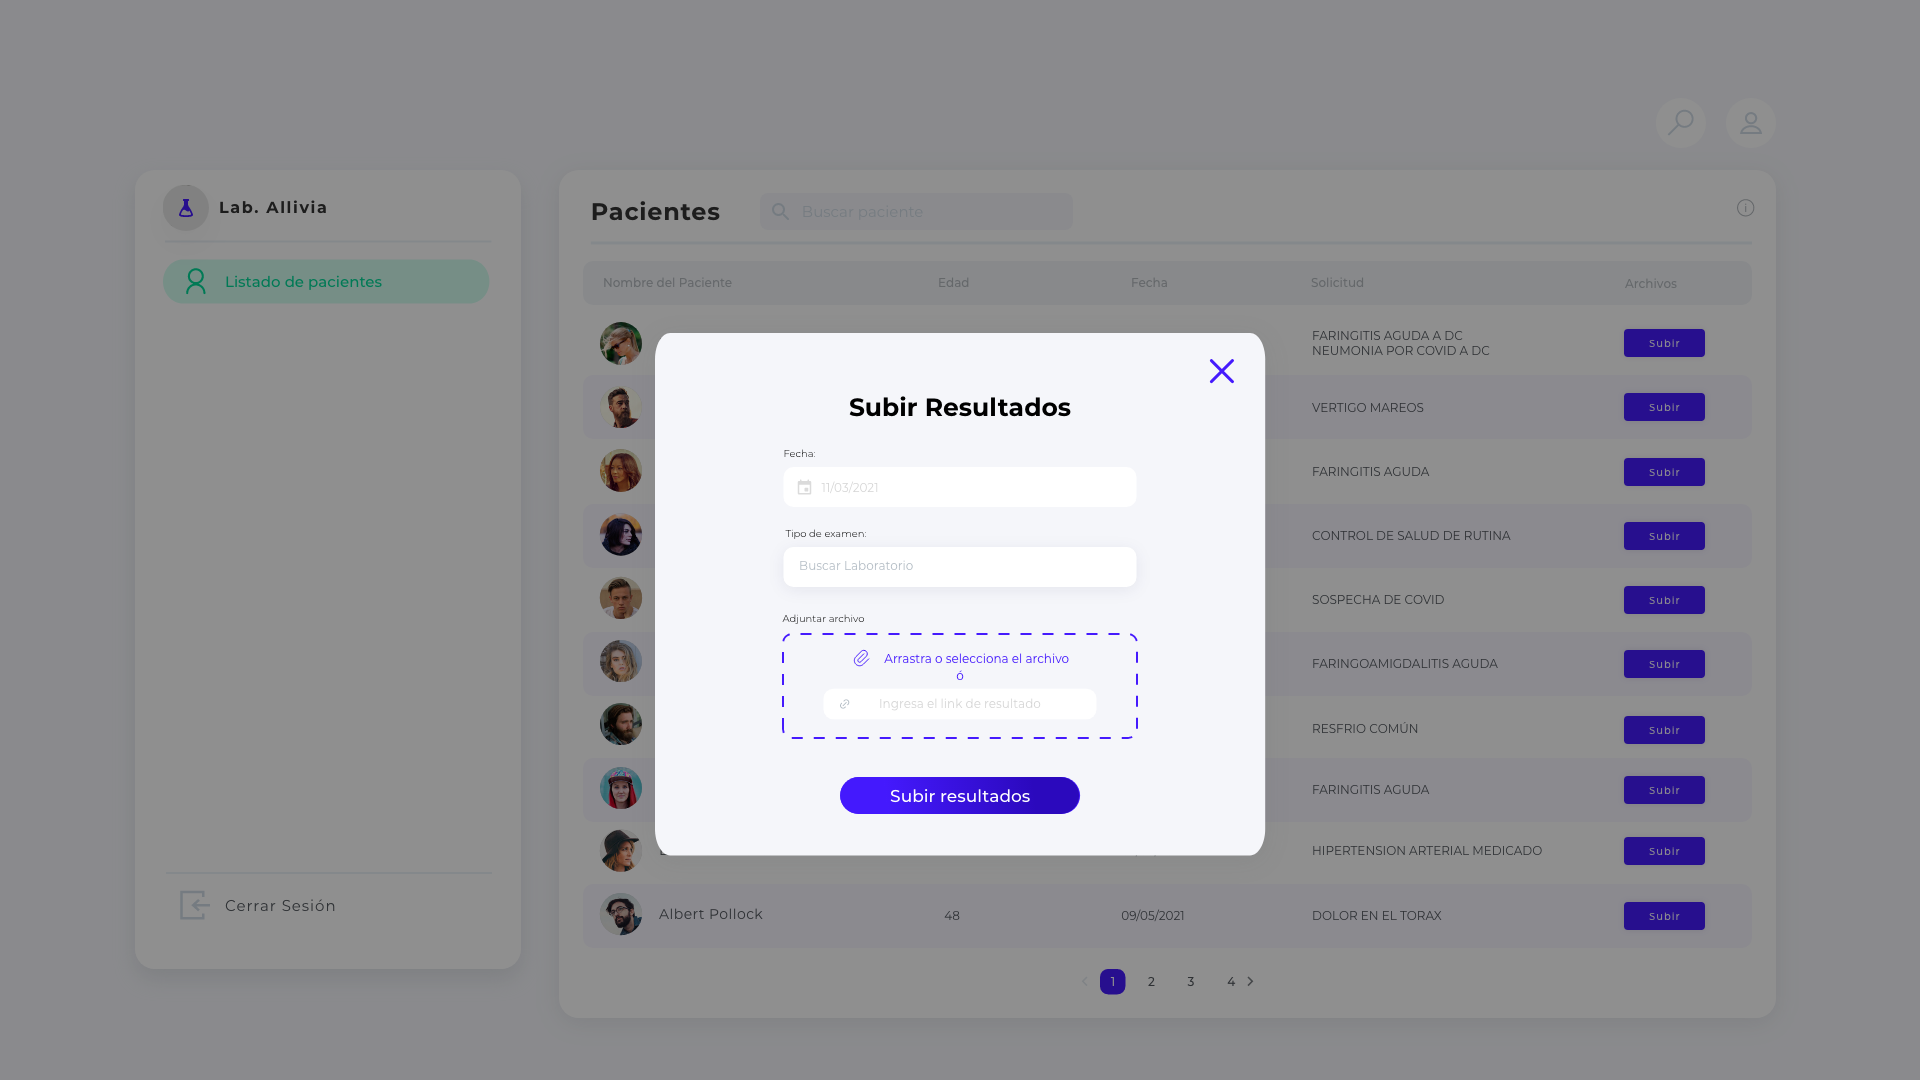 Lab. Allivia
Listado de pacientes
Cerrar Sesión
Pacientes
Buscar paciente
Nombre del Paciente Edad Fecha Solicitud Archivos
FARINGITIS AGUDA A DC
NEUMONIA POR COVID A DC
Subir
VERTIGO MAREOS Subir
FARINGITIS AGUDA Subir
CONTROL DE SALUD DE RUTINA Subir
SOSPECHA DE COVID Subir
FARINGOAMIGDALITIS AGUDA Subir
RESFRIO COMÚN Subir
FARINGITIS AGUDA Subir
HIPERTENSION ARTERIAL MEDICADO Subir
Albert Pollock 48 09/05/2021 DOLOR EN EL TORAX Subir
1 2 3 4
Subir Resultados
Fecha:
11/03/2021
Tipo de examen:
Buscar Laboratorio
Adjuntar archivo
Arrastra o selecciona el archivo
ó
Ingresa el link de resultado
Subir resultados